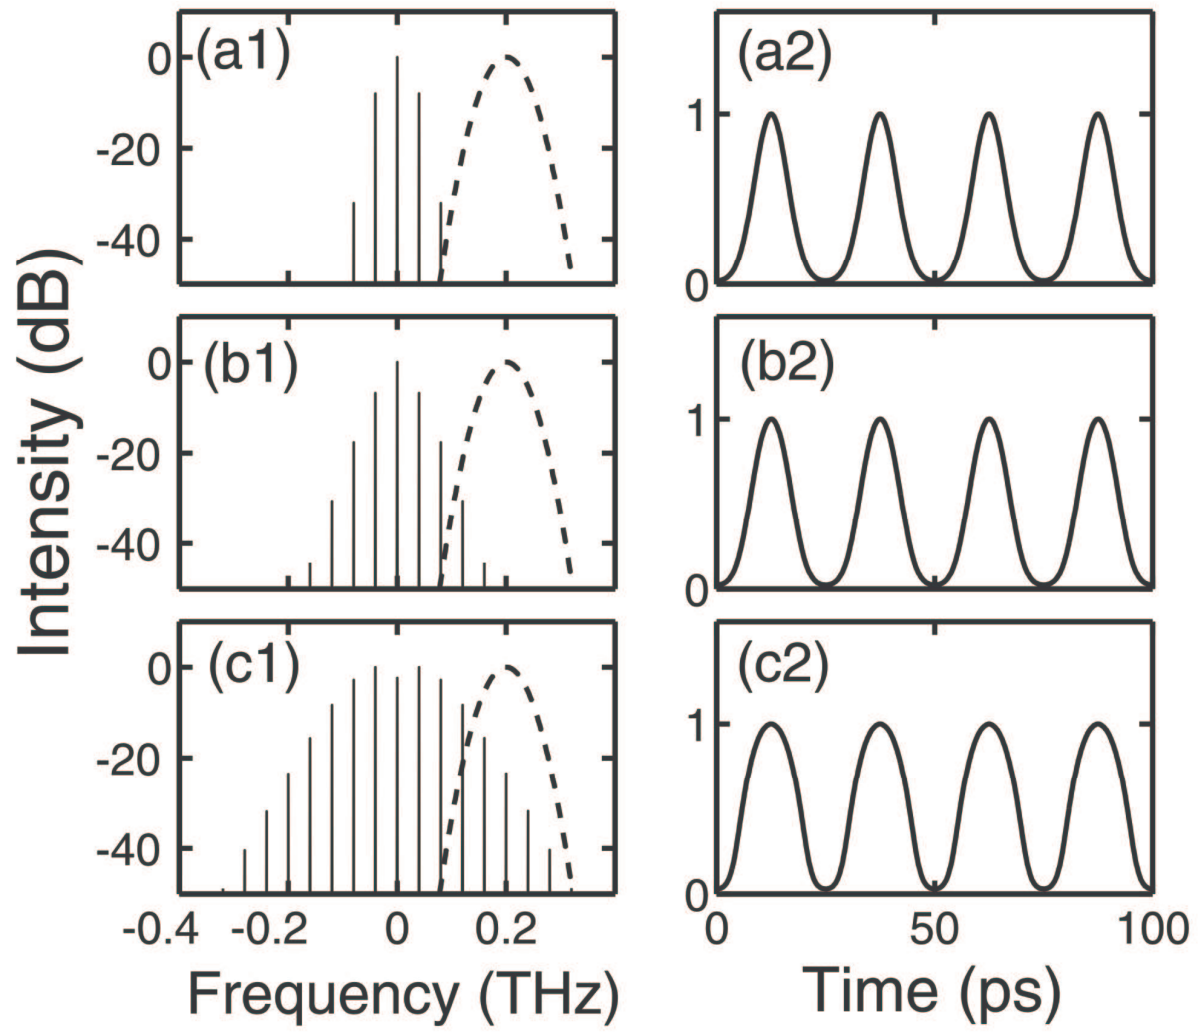 Intensity (dB)
(a1)
0
-20
-40
(a2)
1
0
(b1)
0
-20
-40
(b2)
1
0
(c1)
0
-20
-40
(c2)
1
0
-0.4 -0.2 0 0.2
Frequency (THz)
0 50 100
Time (ps)